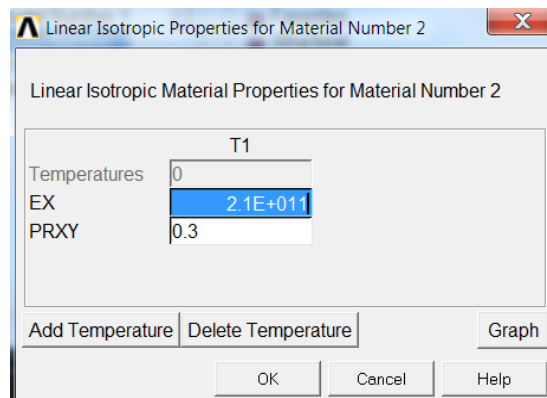 Linear Isotropic Properties for Material Number 2
Linear Isotropic Material Properties for Material Number 2
T1
Temperatures 0
EX 2.1E+011
PRXY 0.3
Add Temperature Delete Temperature Graph
OK Cancel Help